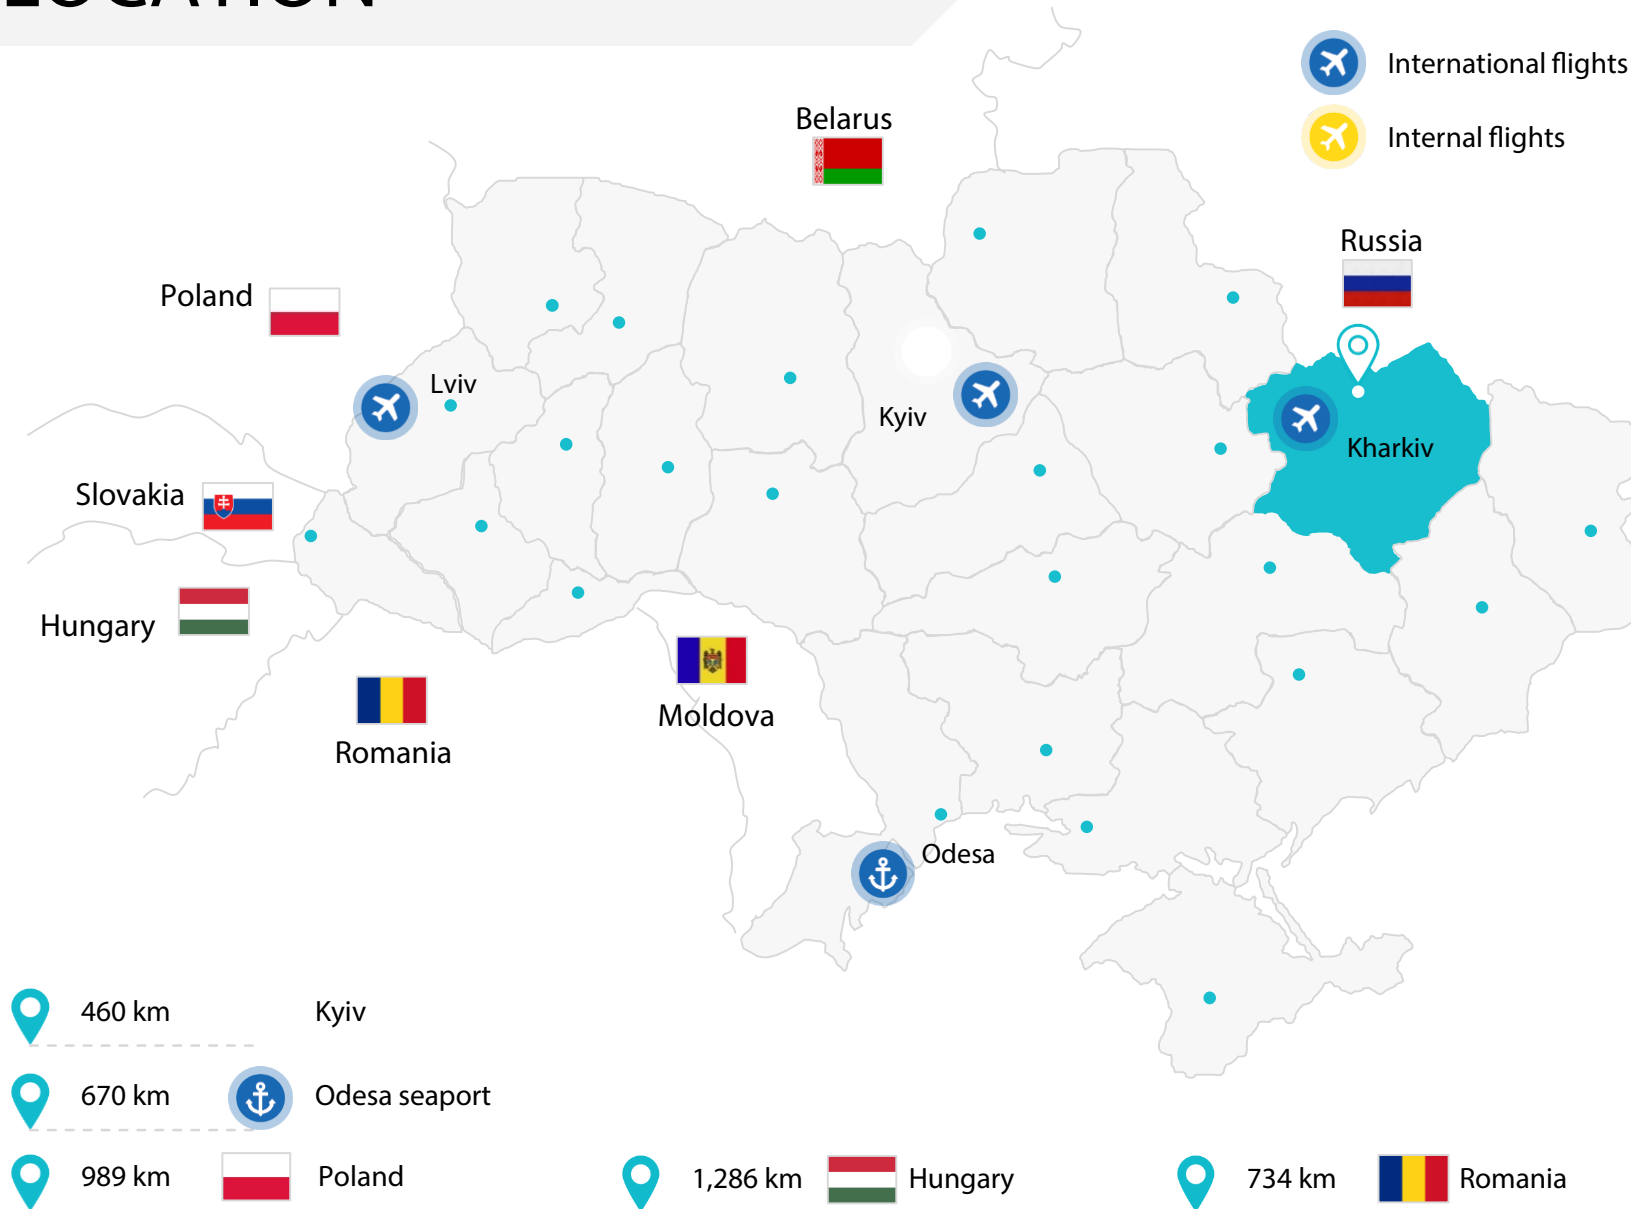 LOCATION
International flights
Internal flights
Belarus
Russia
Poland
Lviv
Kyiv
Kharkiv
Slovakia
Hungary
Moldova
Romania
Odesa
460 km Kyiv
670 km Odesa seaport
989 km Poland
1,286 km Hungary
734 km Romania